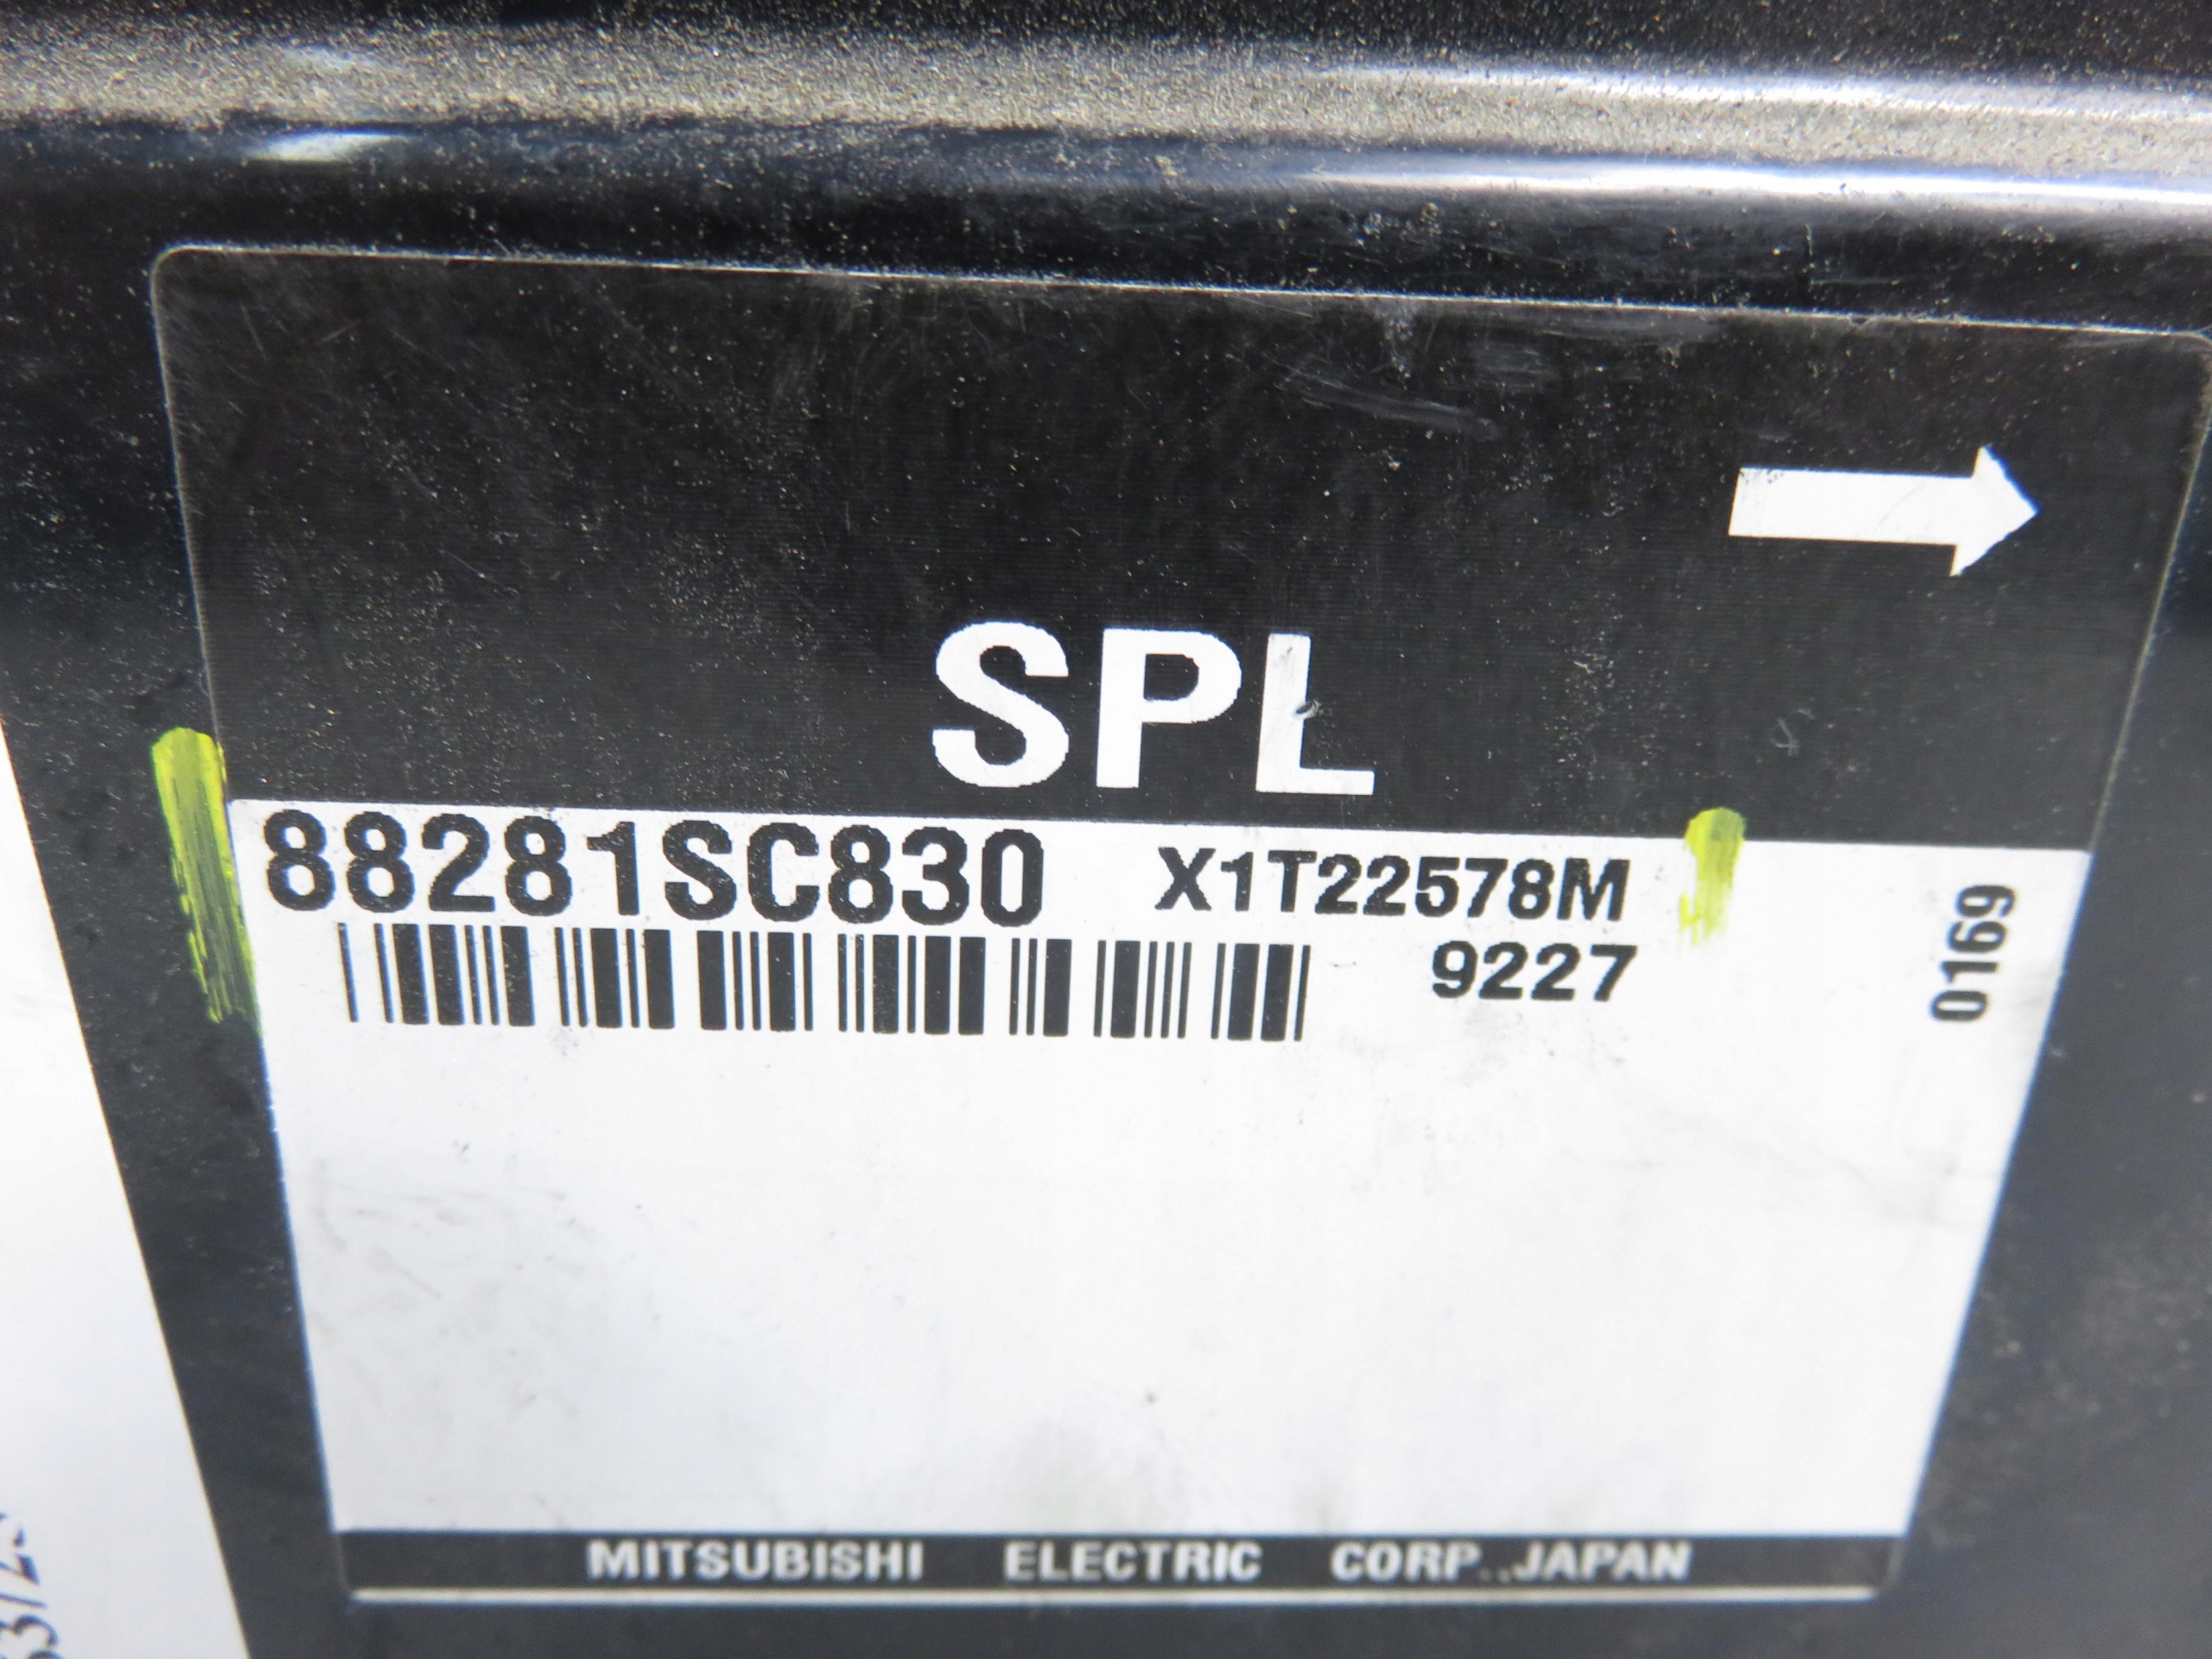 SPL
88281SC830 X1T22578M
9227
0169
MITSUBISHI ELECTRIC CORP.,JAPAN